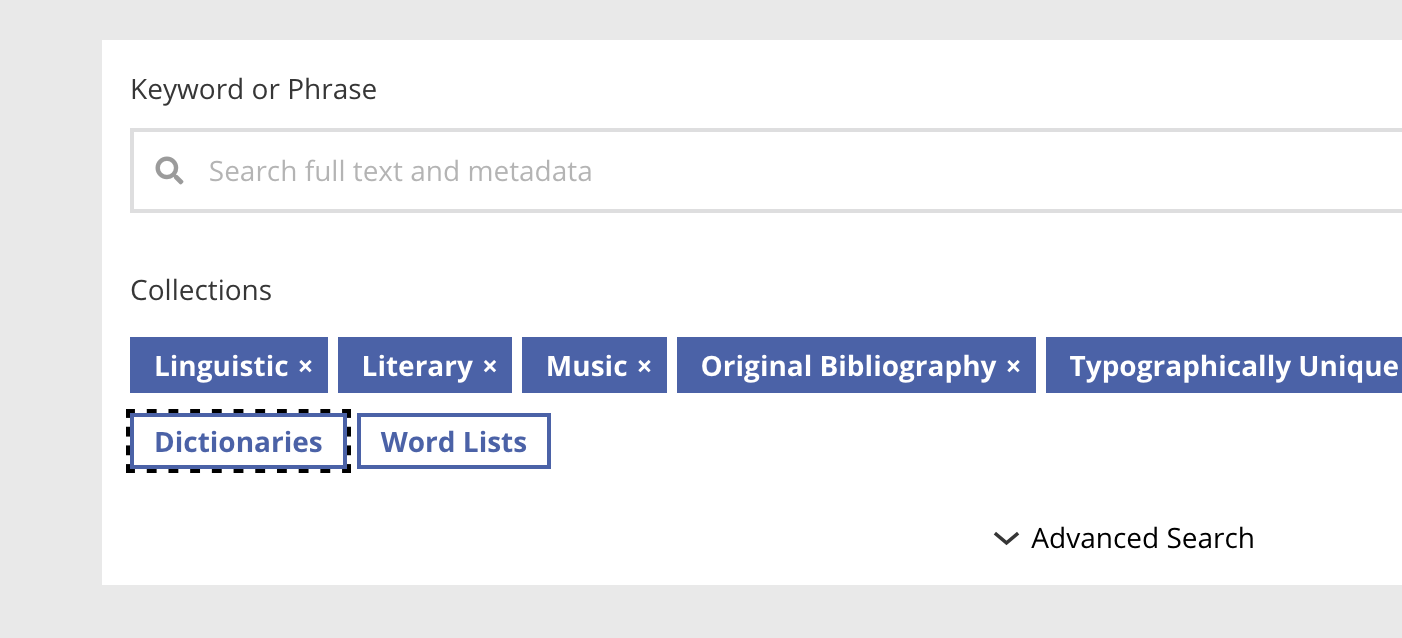 Keyword or Phrase
Search full text and metadata
Collections
Linguistic × Literary × Music × Original Bibliography × Typographically Unique
Dictionaries Word Lists
Advanced Search